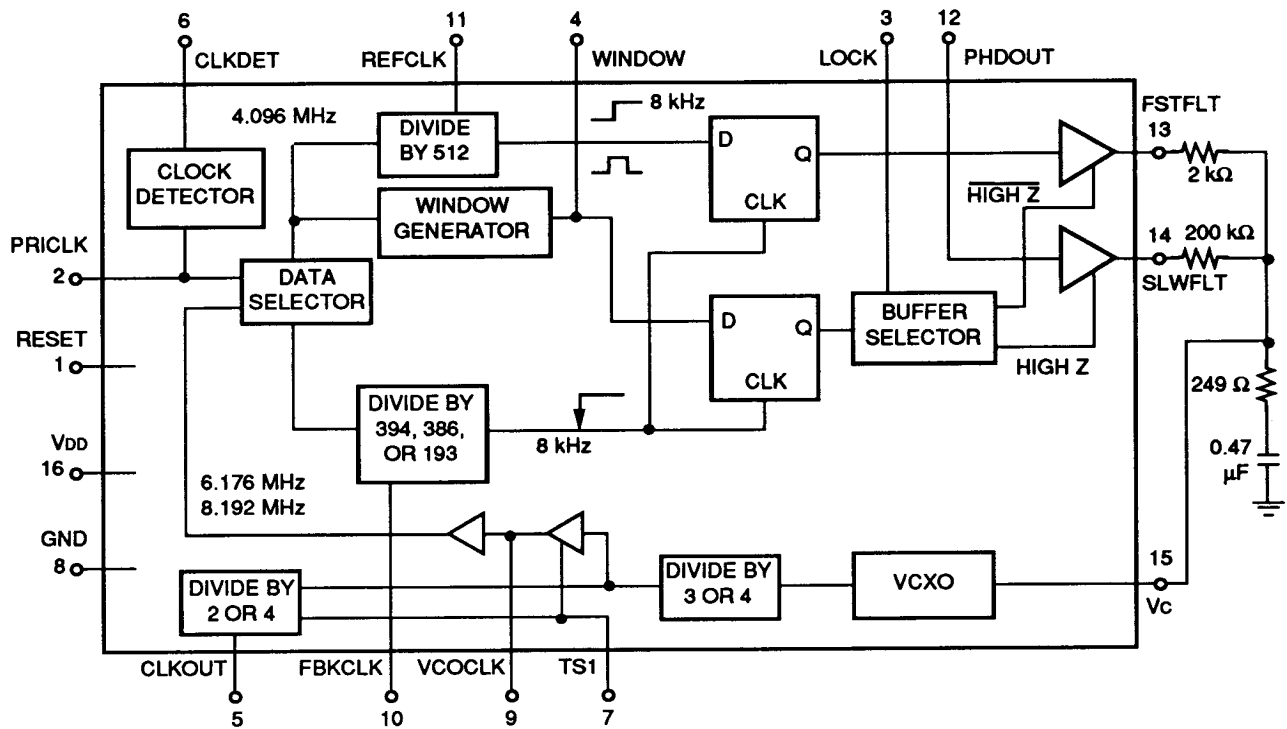 6
CLKDET
11
REFCLK
4
WINDOW
3
LOCK
12
PHDOUT
4.096 MHz
DIVIDE
BY 512
8 kHz
CLOCK
DETECTOR
WINDOW
GENERATOR
D
Q
CLK
HIGH Z
FSTFLT
13
2 kΩ
14
200 kΩ
SLWFLT
PRICLK
2
DATA
SELECTOR
RESET
1
D
Q
CLK
BUFFER
SELECTOR
HIGH Z
249 Ω
0.47
µF
DIVIDE BY
394, 386,
OR 193
8 kHz
VDD
16
6.176 MHz
8.192 MHz
GND
8
DIVIDE BY
2 OR 4
DIVIDE BY
3 OR 4
VCXO
15
VC
CLKOUT
5
FBKCLK
10
VCOCLK
9
TS1
7